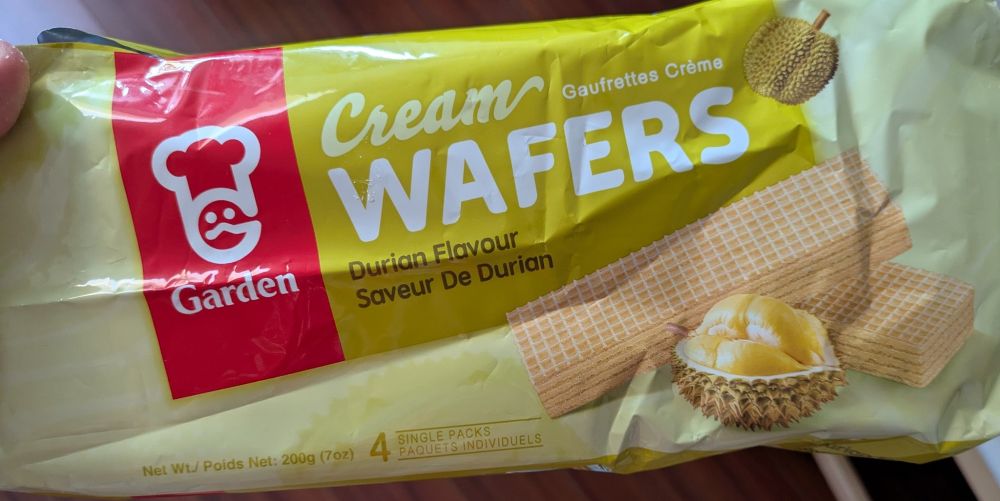 Cream
Gaufrettes Crème
WAFERS
Durian Flavour
Saveur De Durian
Garden
Net Wt./ Poids Net: 200g (7oz)
4 SINGLE PACKS
PAQUETS INDIVIDUELS